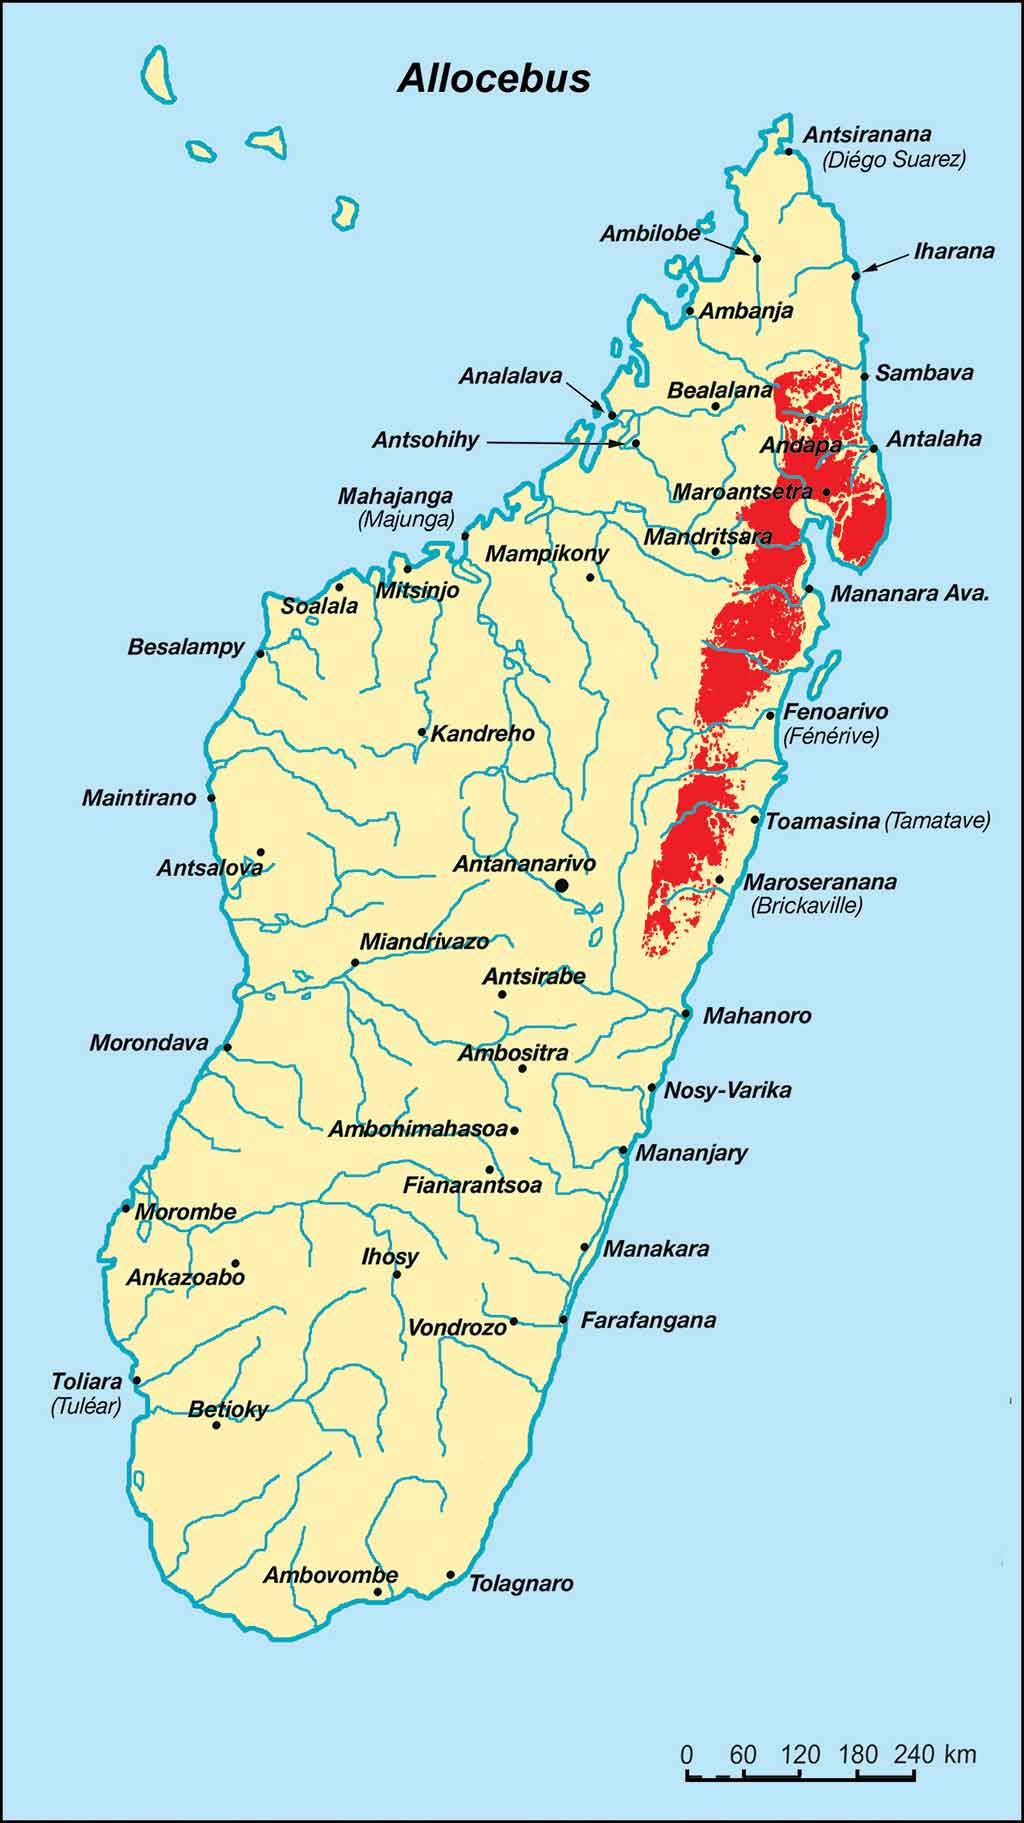 Allocebus
Antsiranana
(Diégo Suarez)
Ambilobe
Iharana
Ambanja
Analalava
Bealalana
Sambava
Antsohihy
Andapa
Antalaha
Mahajanga
(Majunga)
Maroantsetra
Mandritsara
Mampikony
Mitsinjo
Soalala
Mananara Ava.
Besalampy
Fenoarivo
(Fénérive)
Kandreho
Maintirano
Toamasina (Tamatave)
Antsalova
Antananarivo
Maroseranana
(Brickaville)
Miandrivazo
Antsirabe
Mahanoro
Morondava
Ambositra
Nosy-Varika
Ambohimahasoa
Mananjary
Fianarantsoa
Morombe
Manakara
Ihosy
Ankazoabo
Vondrozo
Farafangana
Toliara
(Tuléar)
Betioky
Ambovombe
Tolagnaro
0 60 120 180 240 km